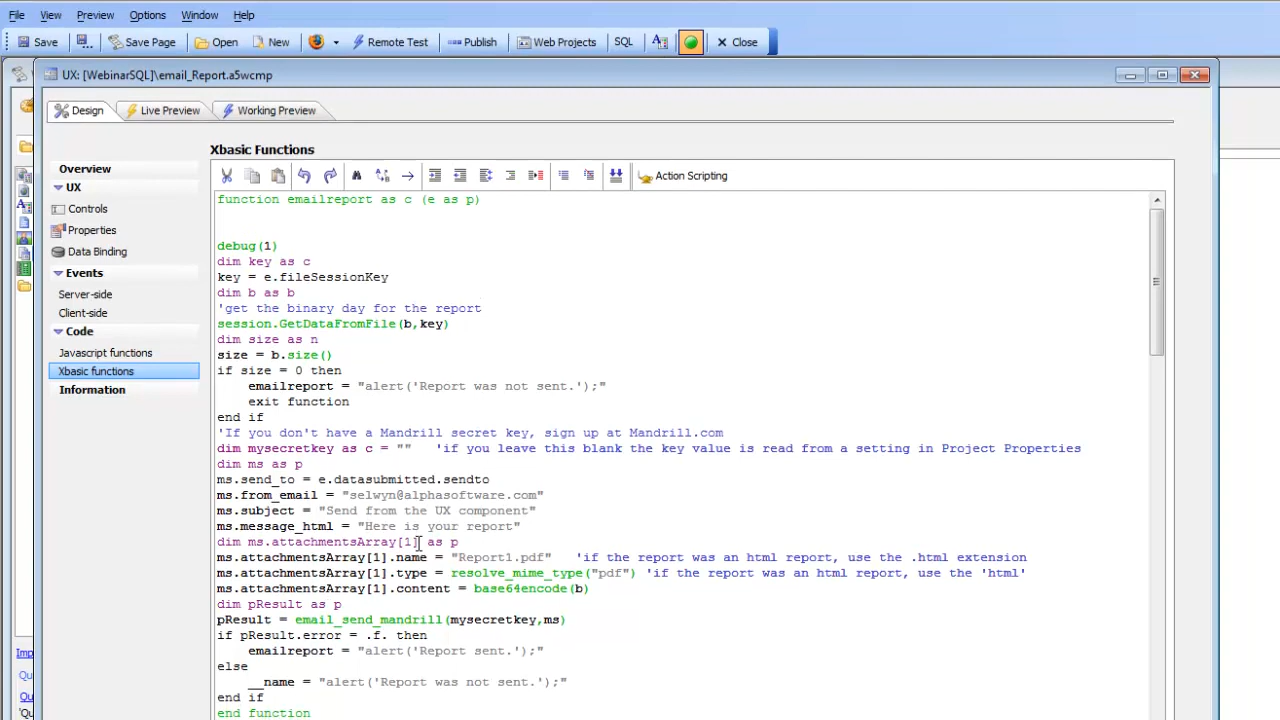 File View Preview Options Window Help
Save Save Page Open New Remote Test Publish Web Projects SQL Close
UX: [WebinarSQL]\email_Report.a5wcmp
Design Live Preview Working Preview
Overview
UX
Controls
Properties
Data Binding
Events
Server-side
Client-side
Code
Javascript functions
Xbasic functions
Information
Xbasic Functions
Action Scripting
function emailreport as c (e as p)
debug(1)
dim key as c
key = e.fileSessionKey
dim b as b
'get the binary day for the report
session.GetDataFromFile(b,key)
dim size as n
size = b.size()
if size = 0 then
emailreport = "alert('Report was not sent.');"
exit function
end if
'If you don't have a Mandrill secret key, sign up at Mandrill.com
dim mysecretkey as c = "" 'if you leave this blank the key value is read from a setting in Project Properties
dim ms as p
ms.send_to = e.datasubmitted.sendto
ms.from_email = "selwyn@alphasoftware.com"
ms.subject = "Send from the UX component"
ms.message_html = "Here is your report"
dim ms.attachmentsArray[1] as p
ms.attachmentsArray[1].name = "Report1.pdf" 'if the report was an html report, use the .html extension
ms.attachmentsArray[1].type = resolve_mime_type("pdf") 'if the report was an html report, use the 'html'
ms.attachmentsArray[1].content = base64encode(b)
dim pResult as p
pResult = email_send_mandrill(mysecretkey,ms)
if pResult.error = .f. then
emailreport = "alert('Report sent.');"
else
__name = "alert('Report was not sent.');"
end if
end function
Imp
Qu
Qu
'Qu